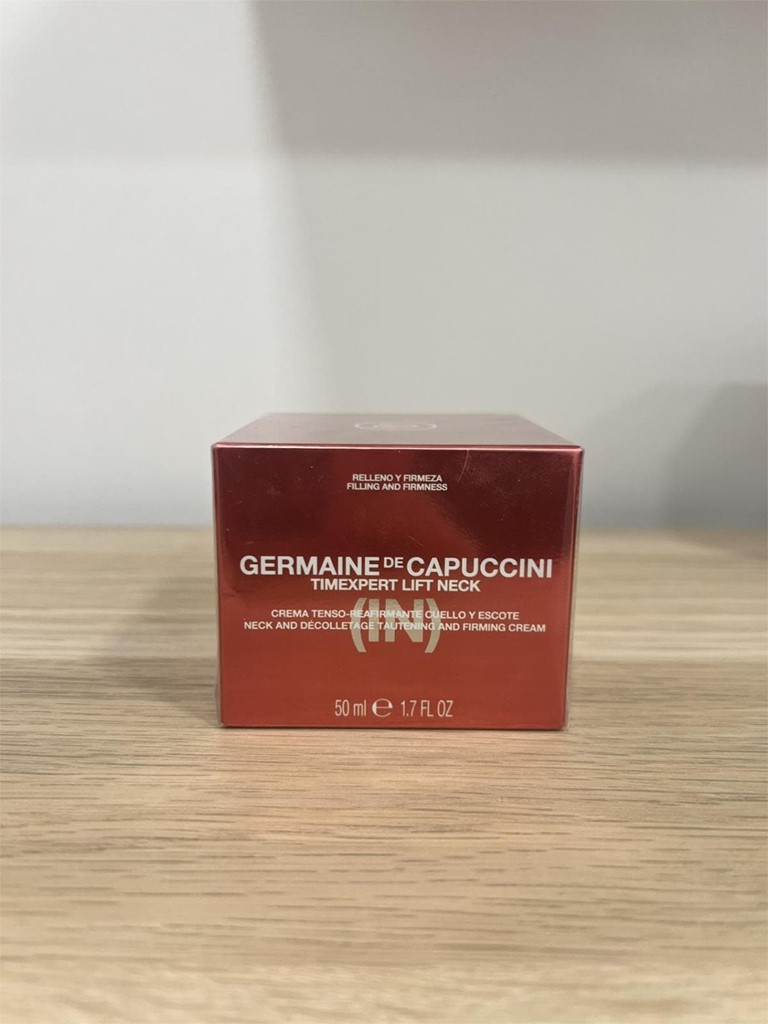 RELLENO Y FIRMEZA
FILLING AND FIRMNESS
GERMAINE DE CAPUCCINI
TIMEXPERT LIFT NECK
(IN)
CREMA TENSO-REAFIRMANTE CUELLO Y ESCOTE
NECK AND DÉCOLLETAGE TAUTENING AND FIRMING CREAM
50 ml ℮ 1.7 FL OZ